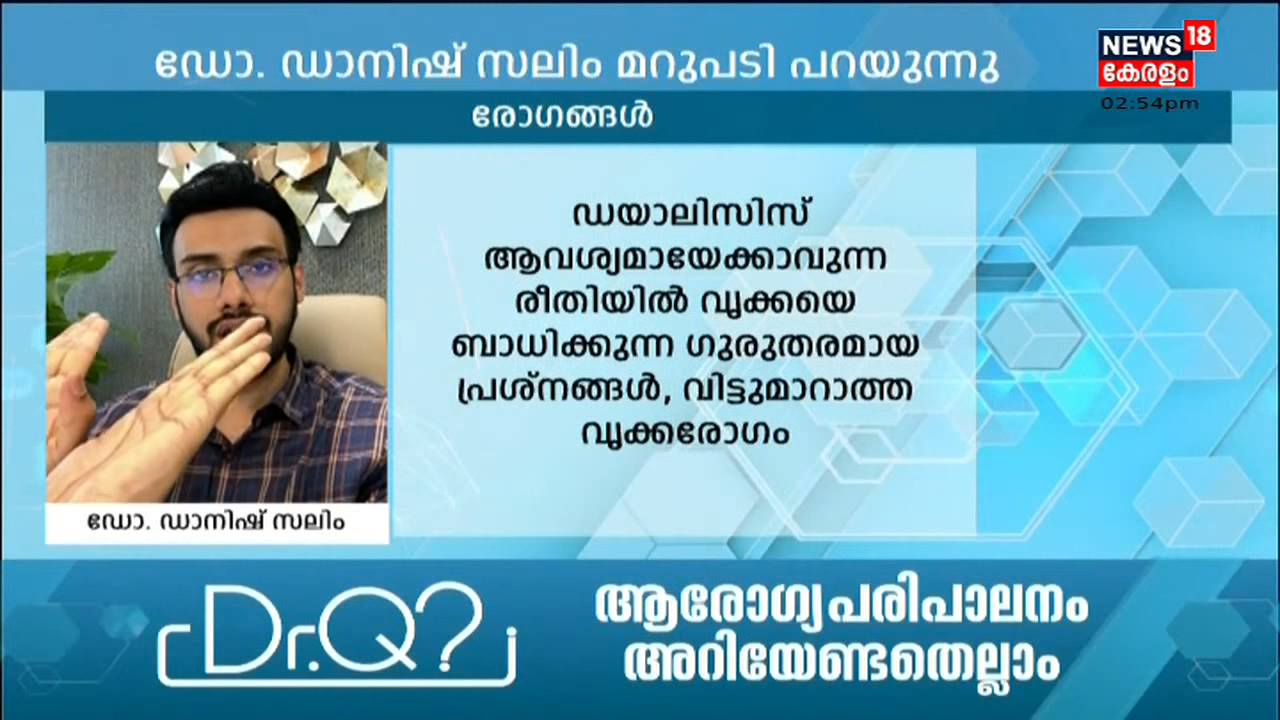 ഡോ. ഡാനിഷ് സലിം മറുപടി പറയുന്നു
NEWS 18
കേരളം
02:54pm
രോഗങ്ങൾ
ഡയാലിസിസ്
ആവശ്യമായേക്കാവുന്ന
രീതിയിൽ വൃക്കയെ
ബാധിക്കുന്ന ഗുരുതരമായ
പ്രശ്നങ്ങൾ, വിട്ടുമാറാത്ത
വൃക്കരോഗം
ഡോ. ഡാനിഷ് സലിം
Dr.Q?
ആരോഗ്യപരിപാലനം
അറിയേണ്ടതെല്ലാം